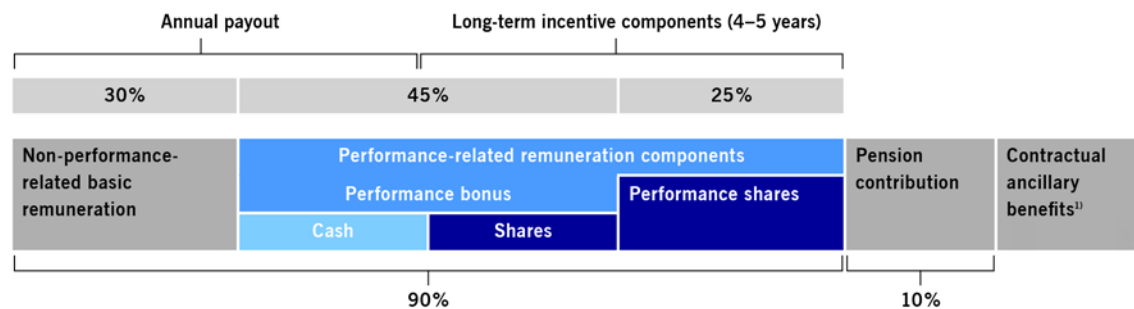 Annual payout
Long-term incentive components (4–5 years)
30%
45%
25%
Non-performance-
related basic
remuneration
Performance-related remuneration components
Performance bonus
Cash
Shares
Performance shares
Pension
contribution
Contractual
ancillary
benefits¹⁾
90%
10%